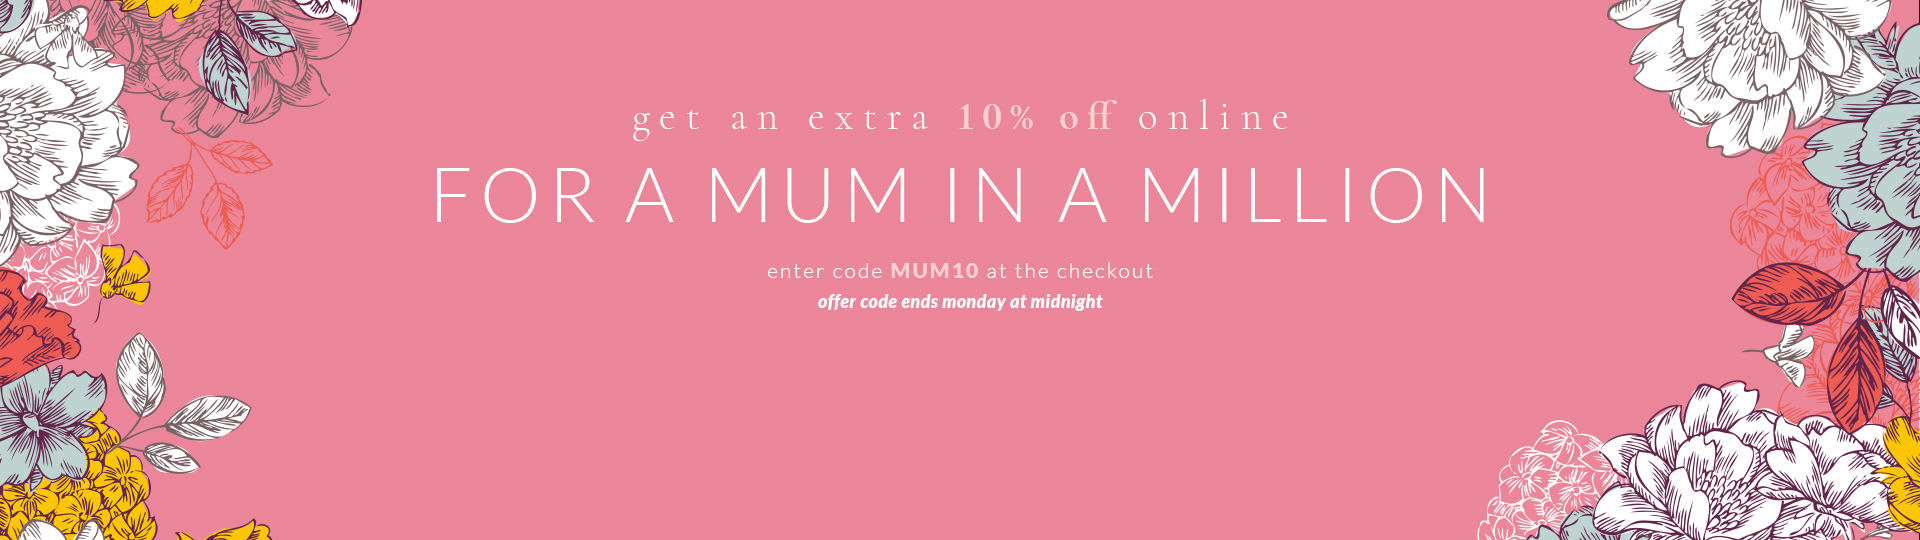 get an extra 10% off online
FOR A MUM IN A MILLION
enter code MUM10 at the checkout
offer code ends monday at midnight